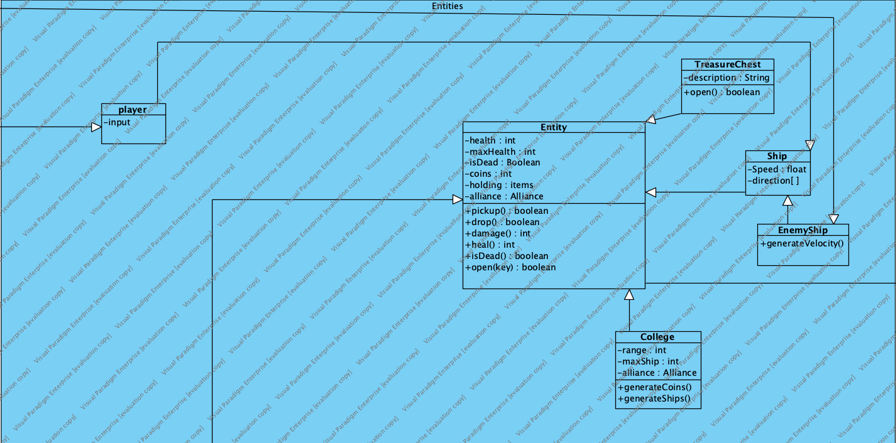 Entities
TreasureChest
-description : String
+open() : boolean
player
-input
Entity
-health : int
-maxHealth : int
-isDead : Boolean
-coins : int
-holding : items
-alliance : Alliance
+pickup() : boolean
+drop() : boolean
+damage() : int
+heal() : int
+isDead() : boolean
+open(key) : boolean
Ship
-Speed : float
-direction[ ]
EnemyShip
+generateVelocity()
College
-range : int
-maxShip : int
-alliance : Alliance
+generateCoins()
+generateShips()
Visual Paradigm Enterprise [evaluation copy]